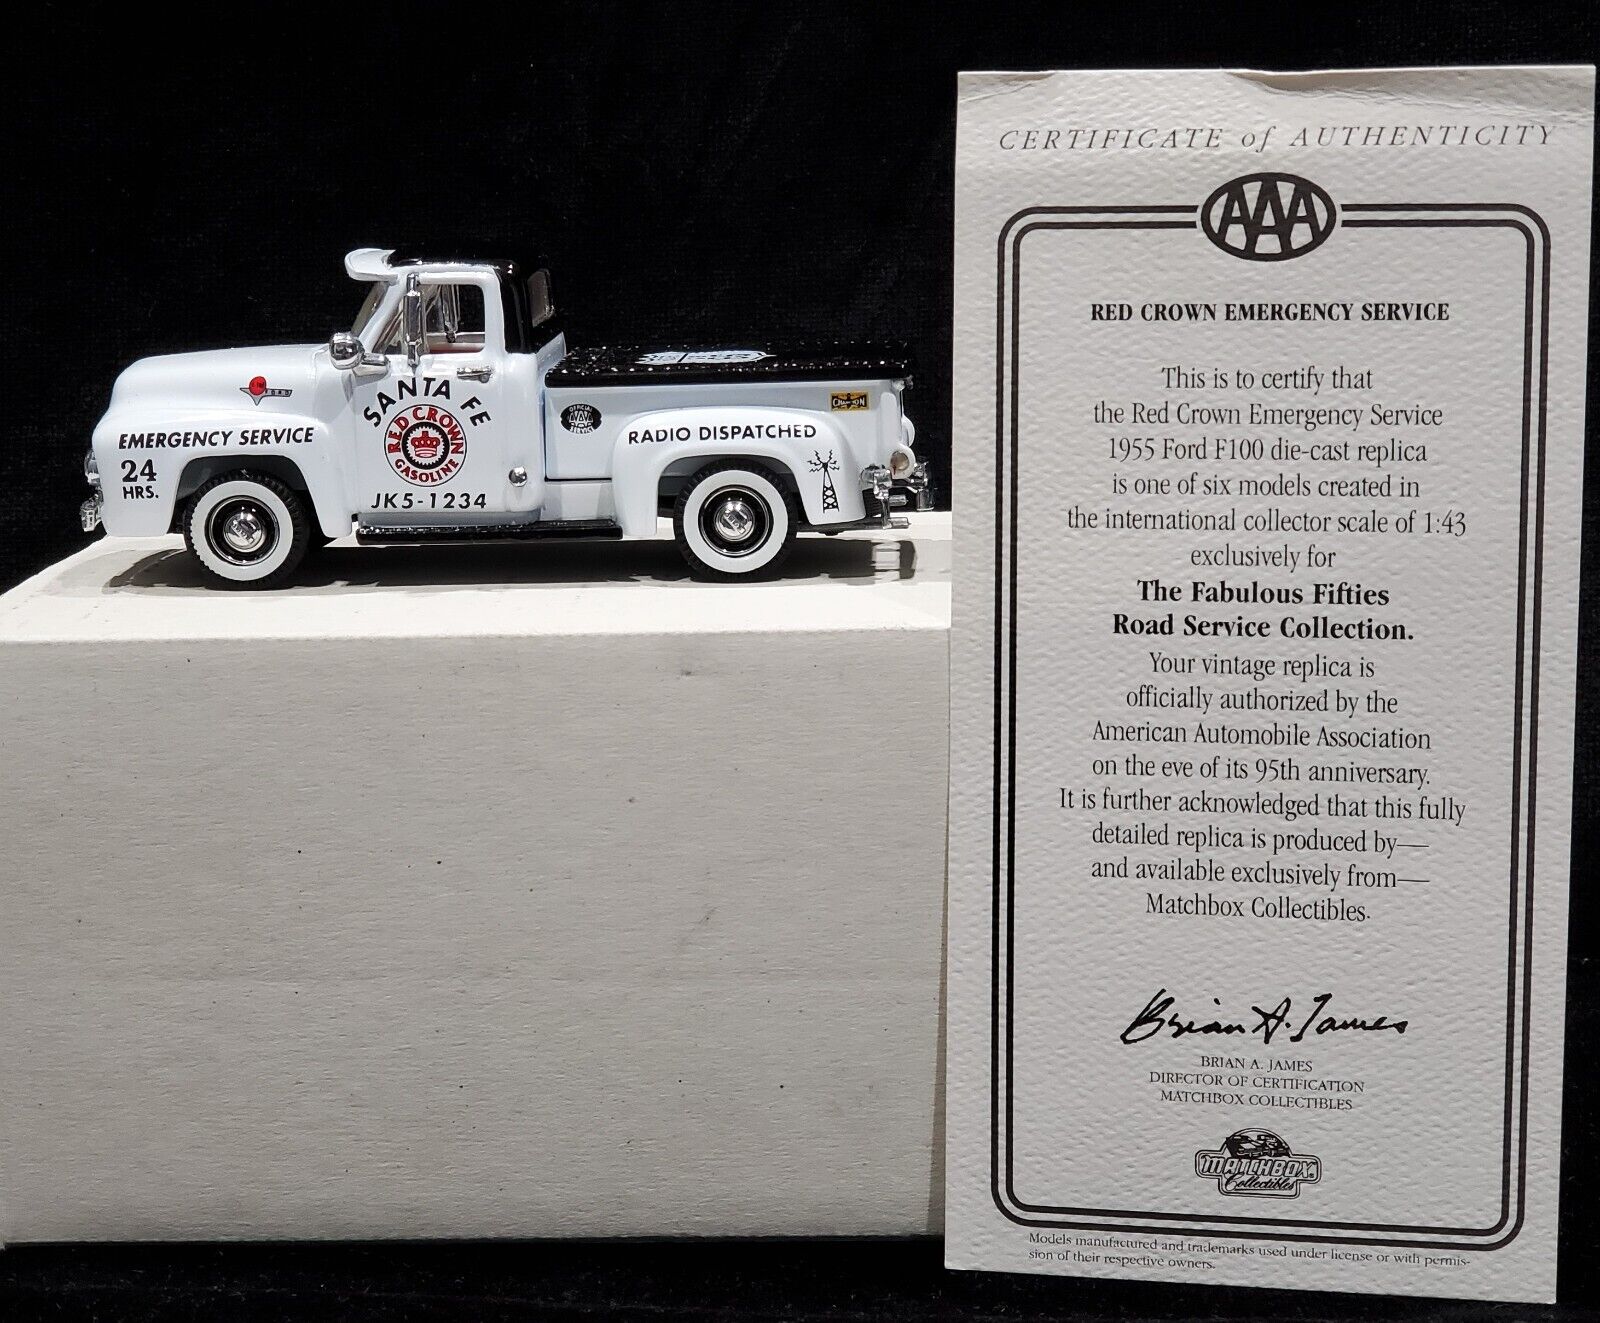 EMERGENCY SERVICE
24
HRS.
FORD
SANTA FE
RED CROWN
GASOLINE
JK5-1234
OFFICIAL
AAA
SERVICE
RADIO DISPATCHED
CHAMPION
CERTIFICATE of AUTHENTICITY
AAA
RED CROWN EMERGENCY SERVICE
This is to certify that
the Red Crown Emergency Service
1955 Ford F100 die-cast replica
is one of six models created in
the international collector scale of 1:43
exclusively for
The Fabulous Fifties
Road Service Collection.
Your vintage replica is
officially authorized by the
American Automobile Association
on the eve of its 95th anniversary.
It is further acknowledged that this fully
detailed replica is produced by—
and available exclusively from—
Matchbox Collectibles.
Brian A. James
BRIAN A. JAMES
DIRECTOR OF CERTIFICATION
MATCHBOX COLLECTIBLES
MATCHBOX
Collectibles
Models manufactured and trademarks used under license or with permis-
sion of their respective owners.